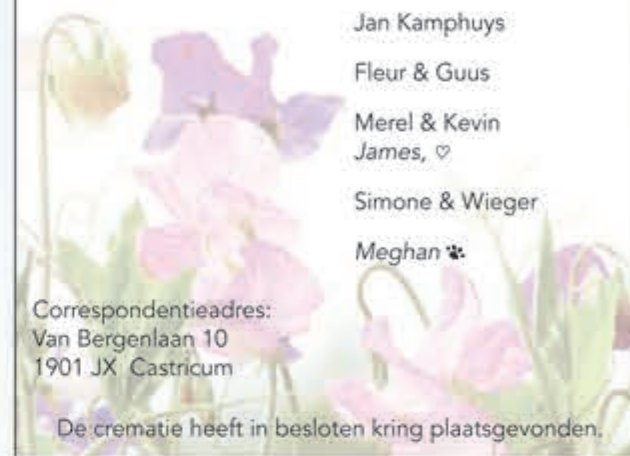 Jan Kamphuys
Fleur & Guus
Merel & Kevin
James, ♡
Simone & Wieger
Meghan 🐾
Correspondentieadres:
Van Bergenlaan 10
1901 JX Castricum
De crematie heeft in besloten kring plaatsgevonden.